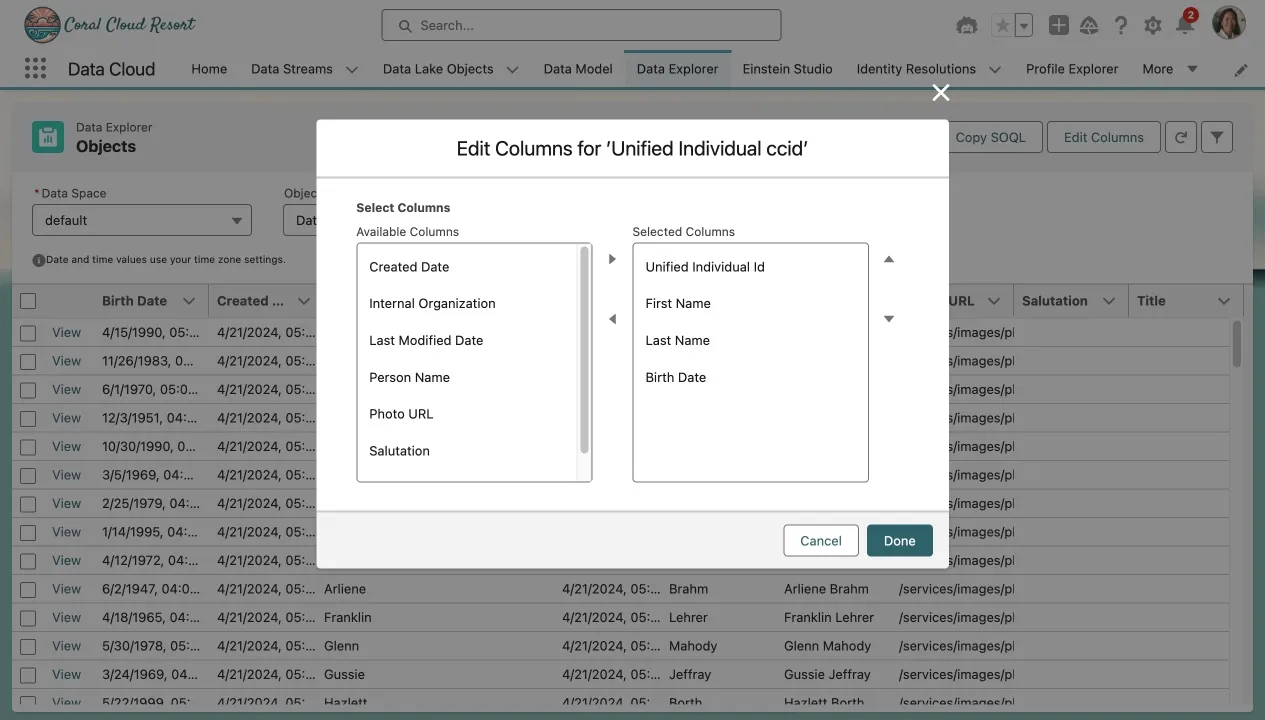 Coral Cloud Resort
Search...
2
Data Cloud
Home
Data Streams
Data Lake Objects
Data Model
Data Explorer
Einstein Studio
Identity Resolutions
Profile Explorer
More
Data Explorer
Objects
Copy SOQL
Edit Columns
* Data Space
default
Objec
Dat
Date and time values use your time zone settings.
Edit Columns for 'Unified Individual ccid'
Select Columns
Available Columns
Created Date
Internal Organization
Last Modified Date
Person Name
Photo URL
Salutation
Selected Columns
Unified Individual Id
First Name
Last Name
Birth Date
Cancel
Done
Birth Date Created ... URL Salutation Title
View 4/15/1990, 05:... 4/21/2024, 05:... s/images/pl
View 11/26/1983, 0... 4/21/2024, 05:... s/images/pl
View 6/1/1970, 05:0... 4/21/2024, 05:... s/images/pl
View 12/3/1951, 04:... 4/21/2024, 05:... s/images/pl
View 10/30/1990, 0... 4/21/2024, 05:... s/images/pl
View 3/5/1969, 04:0... 4/21/2024, 05:... s/images/pl
View 2/25/1979, 04:... 4/21/2024, 05:... s/images/pl
View 1/14/1995, 04:... 4/21/2024, 05:... s/images/pl
View 4/12/1972, 04:... 4/21/2024, 05:... s/images/pl
View 6/2/1947, 04:0... 4/21/2024, 05:... Arliene 4/21/2024, 05:... Brahm Arliene Brahm /services/images/pl
View 4/18/1965, 04:... 4/21/2024, 05:... Franklin 4/21/2024, 05:... Lehrer Franklin Lehrer /services/images/pl
View 5/30/1978, 05:... 4/21/2024, 05:... Glenn 4/21/2024, 05:... Mahody Glenn Mahody /services/images/pl
View 3/24/1969, 04... 4/21/2024, 05:... Gussie 4/21/2024, 05:... Jeffray Gussie Jeffray /services/images/pl
View 5/22/1999, 05:... 4/21/2024, 05:... Hazlett 4/21/2024, 05:... Borth Hazlett Borth /services/images/pl